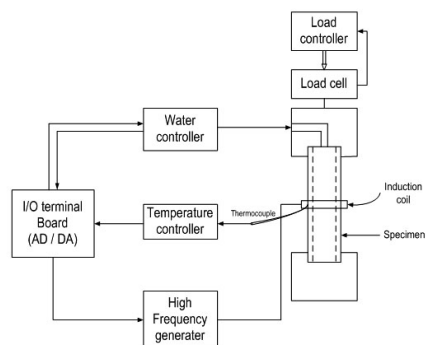 Load
controller
Load cell
Water
controller
I/O terminal
Board
(AD / DA)
Temperature
controller
Thermocouple
Induction
coil
Specimen
High
Frequency
generater